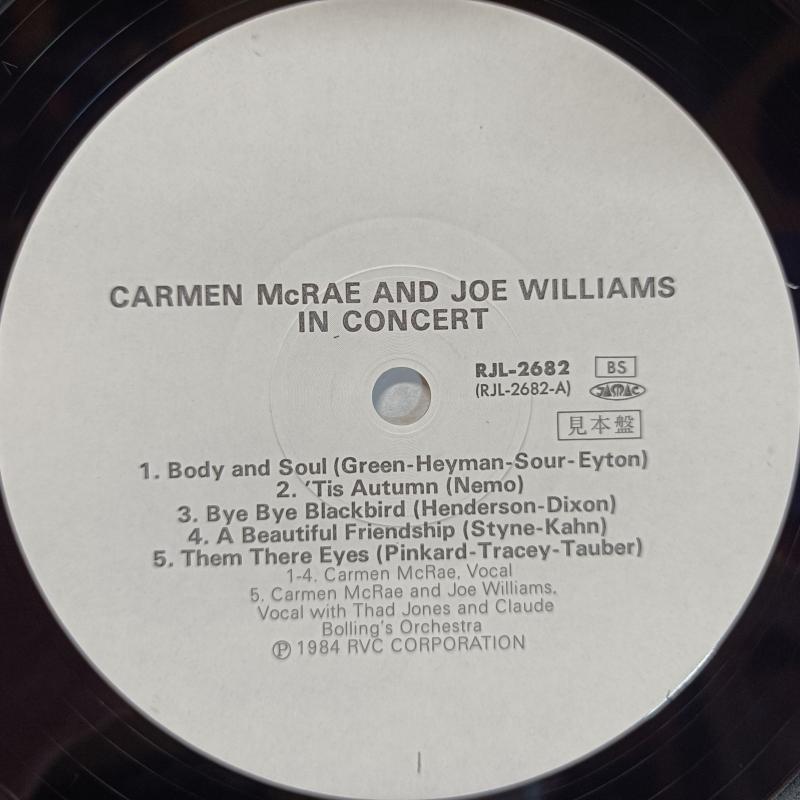 CARMEN McRAE AND JOE WILLIAMS
IN CONCERT
RJL-2682 BS
(RJL-2682-A) JASRAC
見本盤
1. Body and Soul (Green-Heyman-Sour-Eyton)
2. 'Tis Autumn (Nemo)
3. Bye Bye Blackbird (Henderson-Dixon)
4. A Beautiful Friendship (Styne-Kahn)
5. Them There Eyes (Pinkard-Tracey-Tauber)
1-4. Carmen McRae, Vocal
5. Carmen McRae and Joe Williams,
Vocal with Thad Jones and Claude
Bolling's Orchestra
Ⓟ 1984 RVC CORPORATION